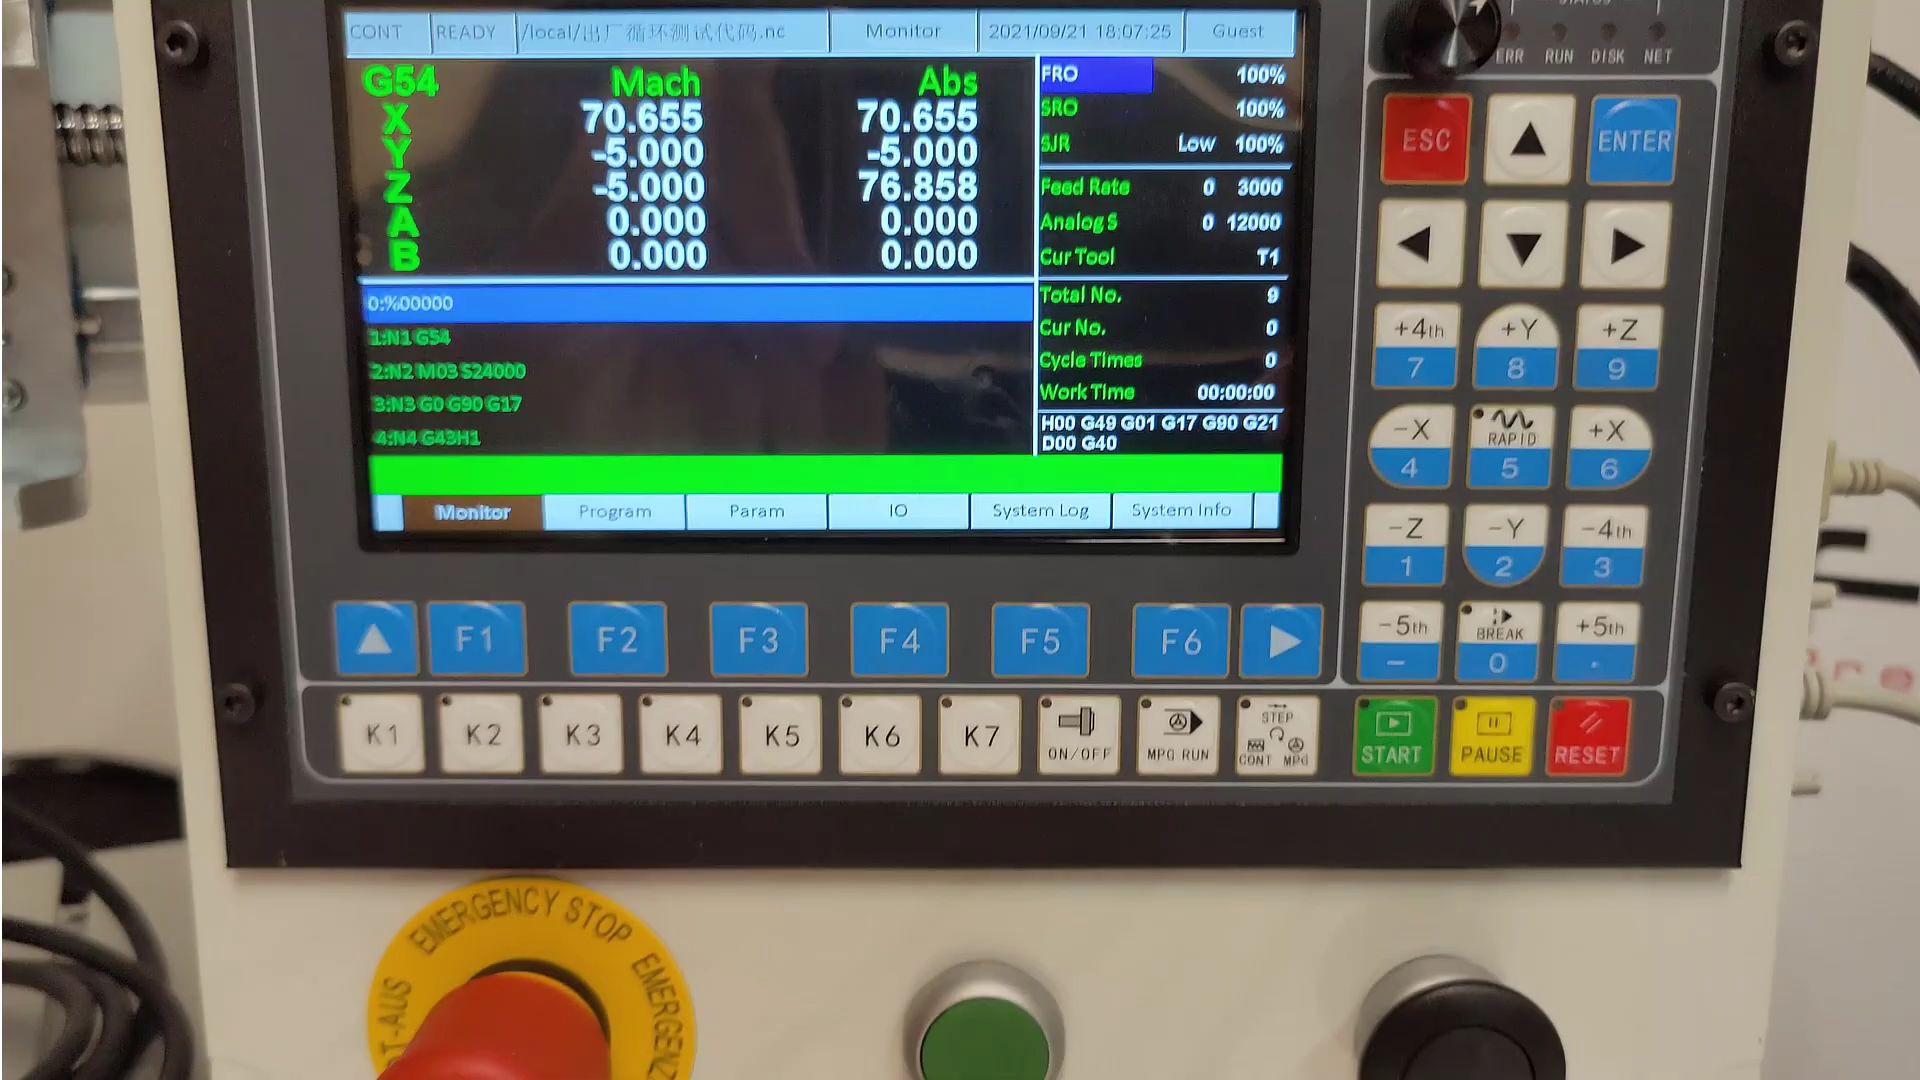 CONT READY /local/出厂循环测试代码.nc Monitor 2021/09/21 18:07:25 Guest
G54 Mach Abs
X 70.655 70.655
Y -5.000 -5.000
Z -5.000 76.858
A 0.000 0.000
B 0.000 0.000
FRO 100%
SRO 100%
SJR Low 100%
Feed Rate 0 3000
Analog S 0 12000
Cur Tool T1
Total No. 9
Cur No. 0
Cycle Times 0
Work Time 00:00:00
H00 G49 G01 G17 G90 G21
D00 G40
0:%00000
1:N1 G54
2:N2 M03 S24000
3:N3 G0 G90 G17
4:N4 G43H1
Monitor Program Param IO System Log System Info
STATUS
ERR RUN DISK NET
ESC ENTER
+4th +Y +Z
7 8 9
-X RAPID +X
4 5 6
-Z -Y -4th
1 2 3
-5th BREAK +5th
- 0 .
F1 F2 F3 F4 F5 F6
K1 K2 K3 K4 K5 K6 K7 ON/OFF MPG RUN STEP
CONT MPG
START PAUSE RESET
EMERGENCY STOP